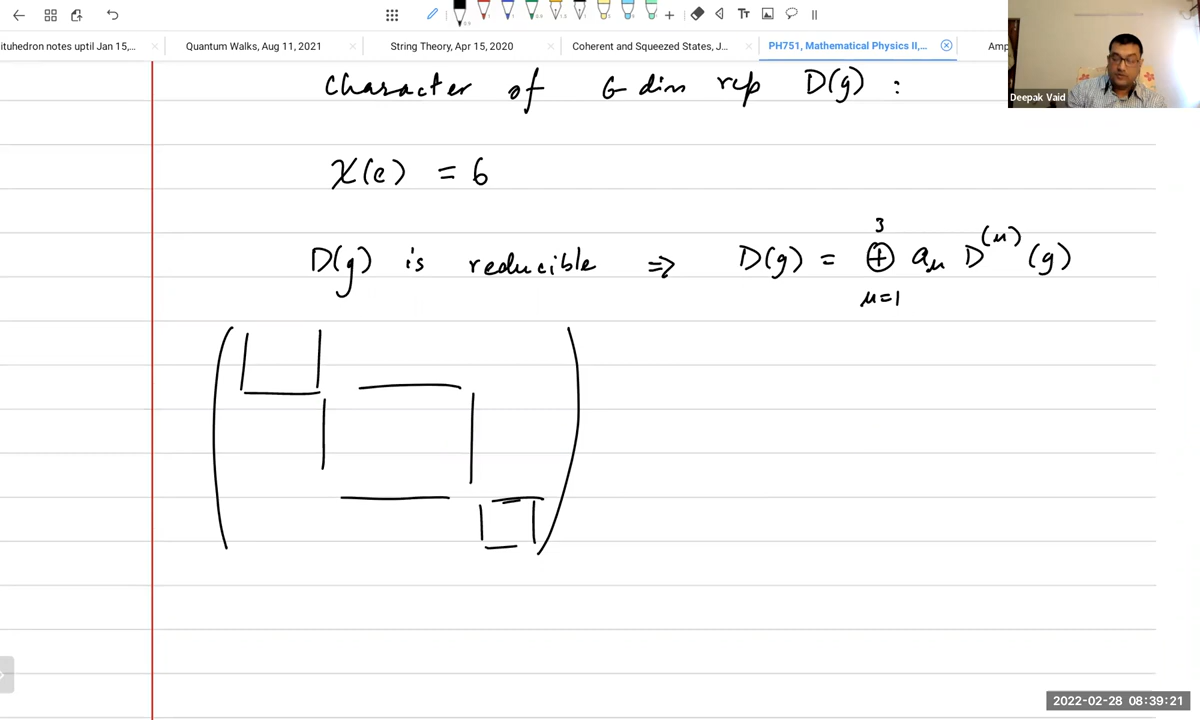 ituhedron notes uptil Jan 15,... Quantum Walks, Aug 11, 2021 String Theory, Apr 15, 2020 Coherent and Squeezed States, J... PH751, Mathematical Physics II,... Amp
Deepak Vaid
Character of 6 dim rep D(g) :
χ(e) = 6
D(g) is reducible ⇒ D(g) = ⊕_{μ=1}^{3} a_μ D^{(μ)}(g)
2022-02-28 08:39:21